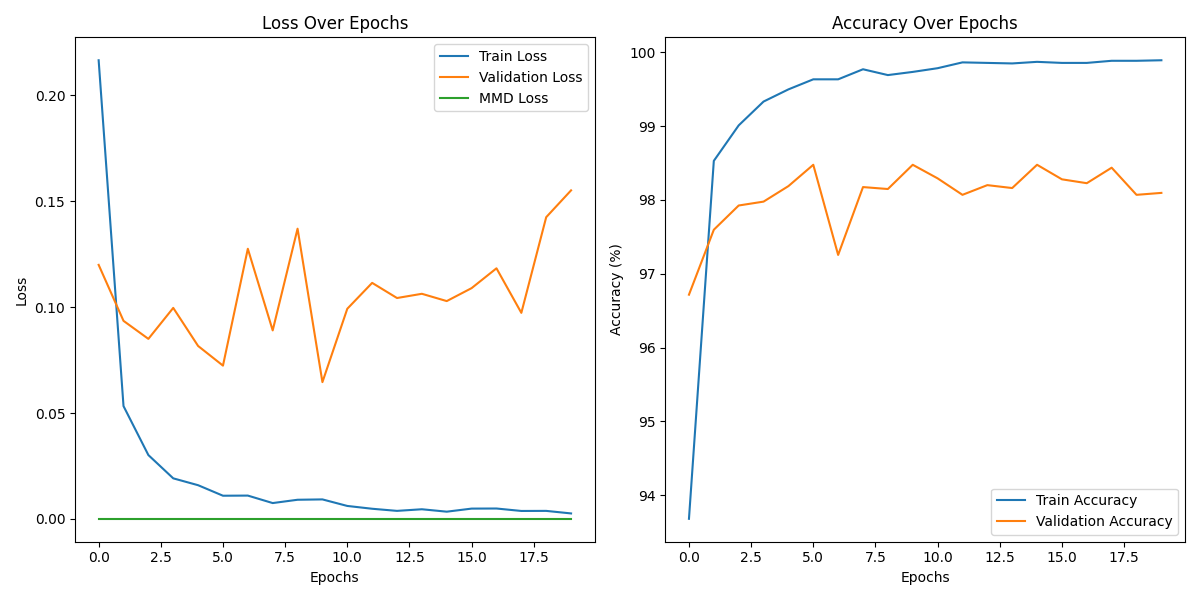 Loss Over Epochs
Loss
0.20
0.15
0.10
0.05
0.00
Train Loss
Validation Loss
MMD Loss
0.0 2.5 5.0 7.5 10.0 12.5 15.0 17.5
Epochs
Accuracy Over Epochs
Accuracy (%)
100
99
98
97
96
95
94
Train Accuracy
Validation Accuracy
0.0 2.5 5.0 7.5 10.0 12.5 15.0 17.5
Epochs